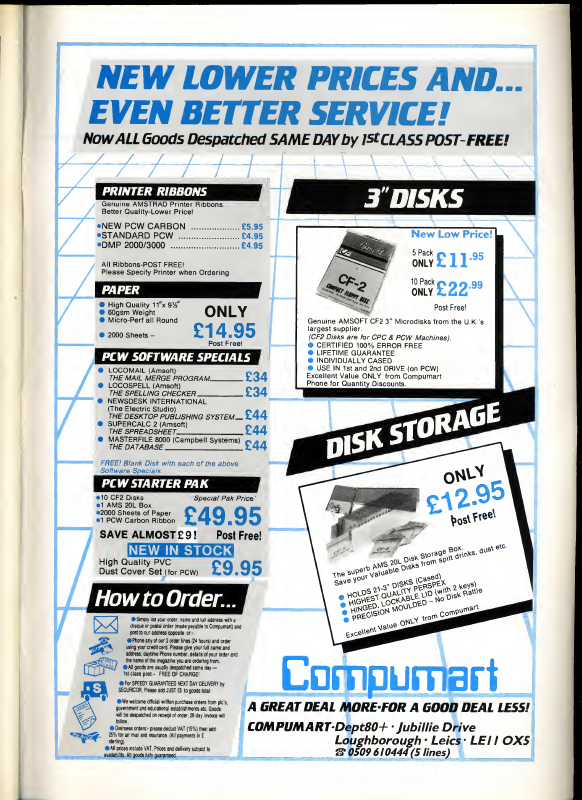 NEW LOWER PRICES AND...
EVEN BETTER SERVICE!
Now ALL Goods Despatched SAME DAY by 1st CLASS POST-FREE!
PRINTER RIBBONS
Genuine AMSTRAD Printer Ribbons.
Better Quality-Lower Price!
•NEW PCW CARBON .................. £5.95
•STANDARD PCW .................. £4.95
•DMP 2000/3000 .................. £4.95
All Ribbons-POST FREE!
Please Specify Printer when Ordering
PAPER
• High Quality 11"x 9½"
• 60gsm Weight
• Micro-Perf all Round
• 2000 Sheets –
ONLY
£14.95
Post Free!
PCW SOFTWARE SPECIALS
• LOCOMAIL (Amsoft)
THE MAIL MERGE PROGRAM ______ £34
• LOCOSPELL (Amsoft)
THE SPELLING CHECKER ______ £34
• NEWSDESK INTERNATIONAL
(The Electric Studio)
THE DESKTOP PUBLISHING SYSTEM __ £44
• SUPERCALC 2 (Amsoft)
THE SPREADSHEET ______ £44
• MASTERFILE 8000 (Campbell Systems)
THE DATABASE ______ £44
FREE! Blank Disk with each of the above
Software Specials
PCW STARTER PAK
•10 CF2 Disks
•1 AMS 20L Box
•2000 Sheets of Paper
•1 PCW Carbon Ribbon
Special Pak Price
£49.95
SAVE ALMOST £9! Post Free!
NEW IN STOCK
High Quality PVC
Dust Cover Set (for PCW) £9.95
How to Order...
• Simply list your order, name and full address with a
cheque or postal order (made payable to Compumart) and
post to our address opposite or -
• Phone any of our 3 order lines (24 hours) and order
using your credit card. Please give your full name and
address, daytime Phone number, details of your order and
the name of the magazine you are ordering from.
• All goods are usually despatched same day —
1st class post - FREE OF CHARGE!
• For SPEEDY GUARANTEED NEXT DAY DELIVERY by
SECURICOR, Please add JUST £5 to goods total
• We welcome official written purchase orders from plc's,
government and educational establishments etc. Goods
will be despatched on receipt of order, 28 day invoice will
follow.
• Overseas orders - please deduct VAT (15%) then add
25% for air mail and insurance. (All payments in £
sterling).
• All prices include VAT. Prices and delivery subject to
availability. All goods fully guaranteed.
3" DISKS
CF-2
COMPACT FLOPPY DISC
New Low Price!
5 Pack
ONLY £11.95
10 Pack
ONLY £22.99
Post Free!
Genuine AMSOFT CF2 3" Microdisks from the U.K.'s
largest supplier.
(CF2 Disks are for CPC & PCW Machines).
• CERTIFIED 100% ERROR FREE
• LIFETIME GUARANTEE
• INDIVIDUALLY CASED
• USE IN 1st and 2nd DRIVE (on PCW)
Excellent Value ONLY from Compumart
Phone for Quantity Discounts.
DISK STORAGE
ONLY
£12.95
Post Free!
The superb AMS 20L Disk Storage Box.
Save your Valuable Disks from spilt drinks, dust etc.
• HOLDS 21-3" DISKS (Cased)
• HIGHEST QUALITY PERSPEX
• HINGED, LOCKABLE LID (with 2 keys)
• PRECISION MOULDED – No Disk Rattle
Excellent Value ONLY from Compumart
Compumart
A GREAT DEAL MORE-FOR A GOOD DEAL LESS!
COMPUMART·Dept80+ · Jubillie Drive
Loughborough · Leics · LE11 OX5
☎ 0509 610444 (5 lines)